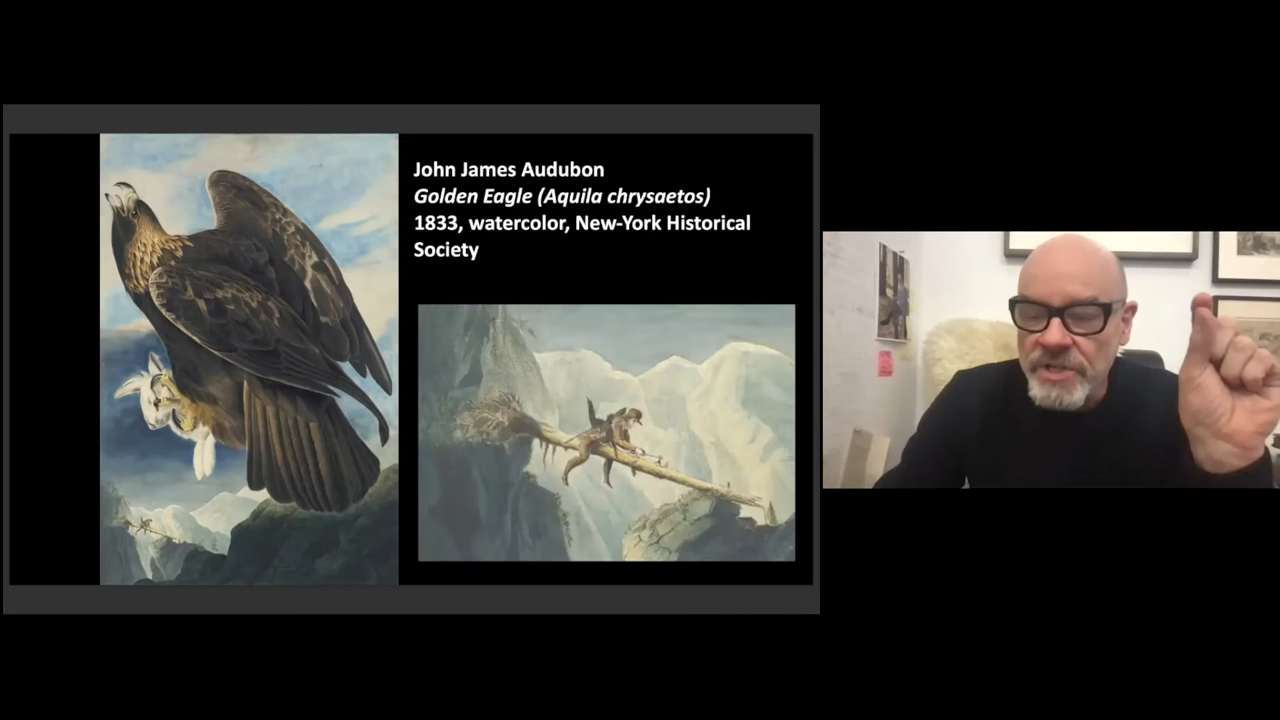 John James Audubon
Golden Eagle (Aquila chrysaetos)
1833, watercolor, New-York Historical
Society